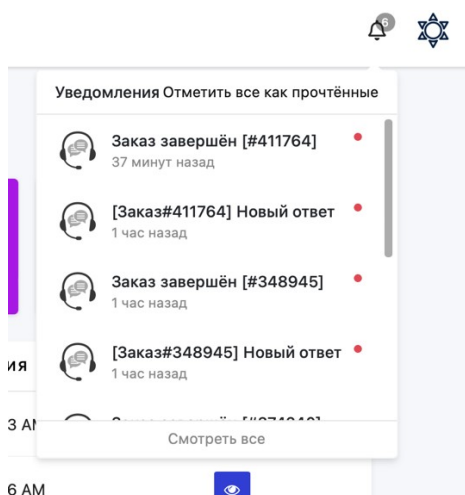 6
Уведомления Отметить все как прочтённые
Заказ завершён [#411764]
37 минут назад
[Заказ#411764] Новый ответ
1 час назад
Заказ завершён [#348945]
1 час назад
[Заказ#348945] Новый ответ
1 час назад
ия
3 AM
Смотреть все
6 AM